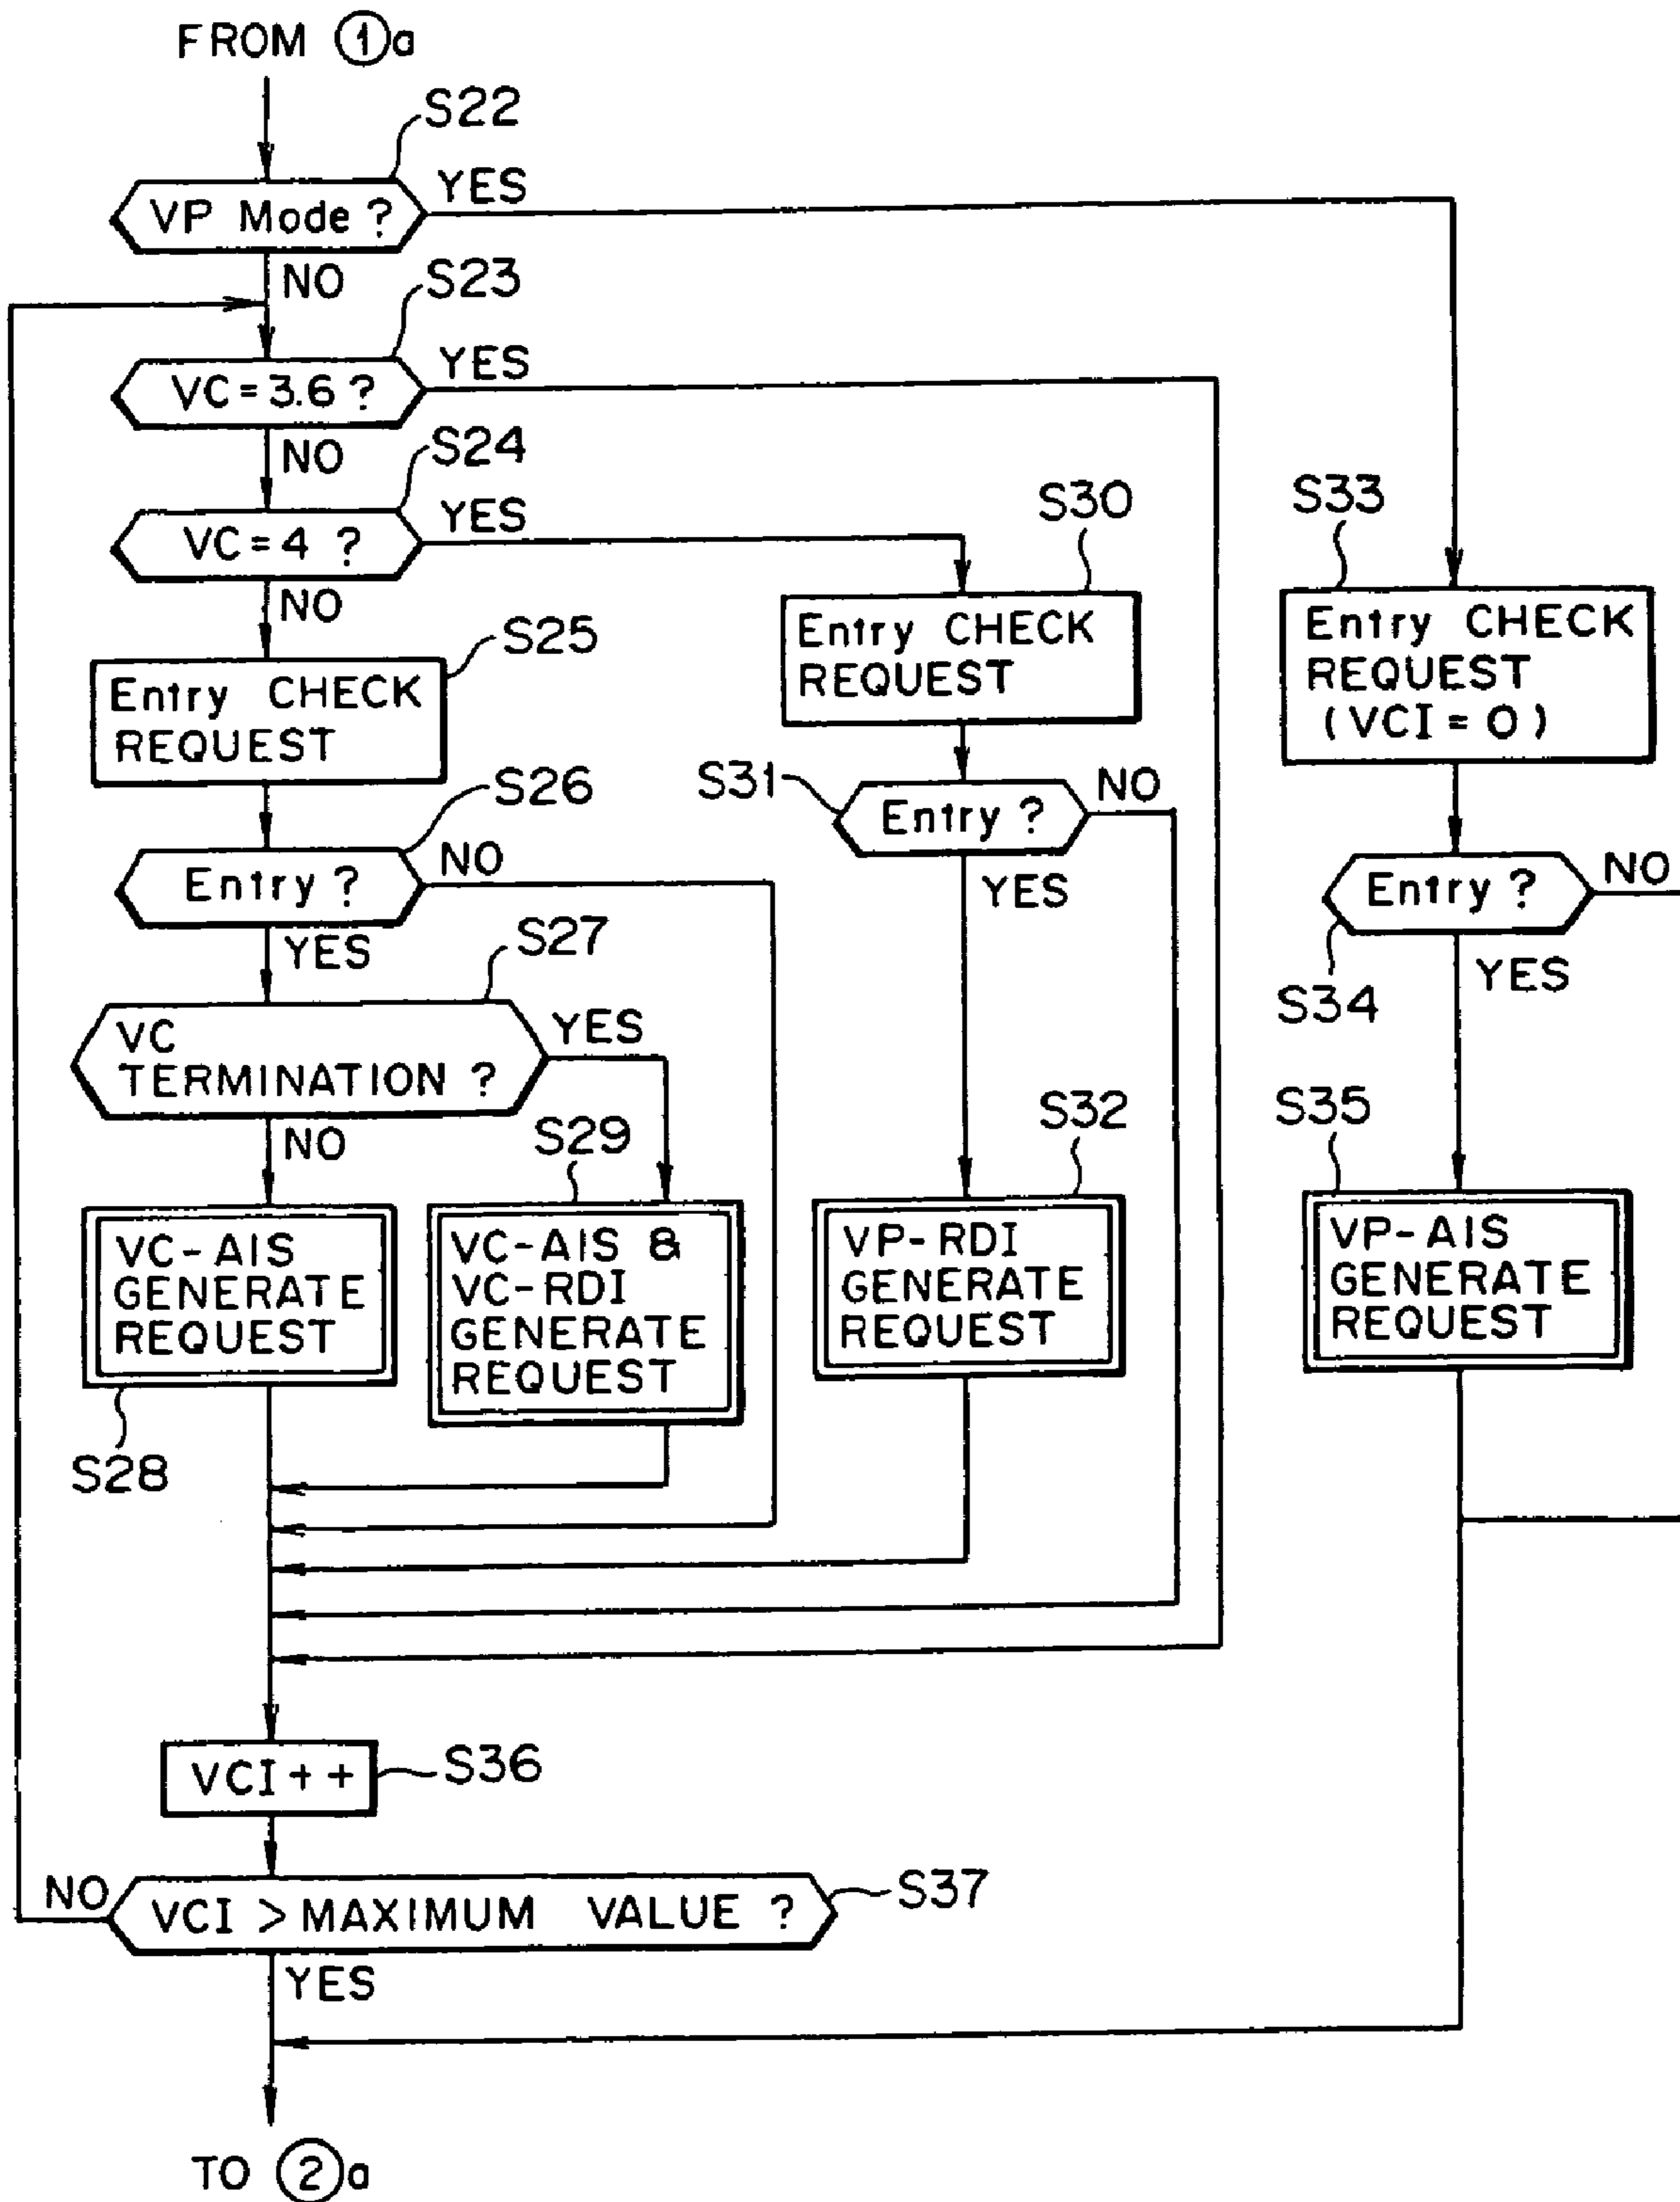 FROM ①a
S22
VP Mode ?
YES
NO
S23
VC=3.6 ?
YES
NO
S24
VC=4 ?
YES
NO
S30
S33
Entry CHECK
REQUEST
Entry CHECK
REQUEST
(VCI=0)
S25
Entry CHECK
REQUEST
S31
Entry ?
NO
YES
S26
Entry ?
NO
YES
Entry ?
NO
YES
S34
S27
VC
TERMINATION ?
YES
NO
S29
S32
S35
VC-AIS
GENERATE
REQUEST
VC-AIS &
VC-RDI
GENERATE
REQUEST
VP-RDI
GENERATE
REQUEST
VP-AIS
GENERATE
REQUEST
S28
VCI++
S36
NO
VCI > MAXIMUM VALUE ?
S37
YES
TO ②a